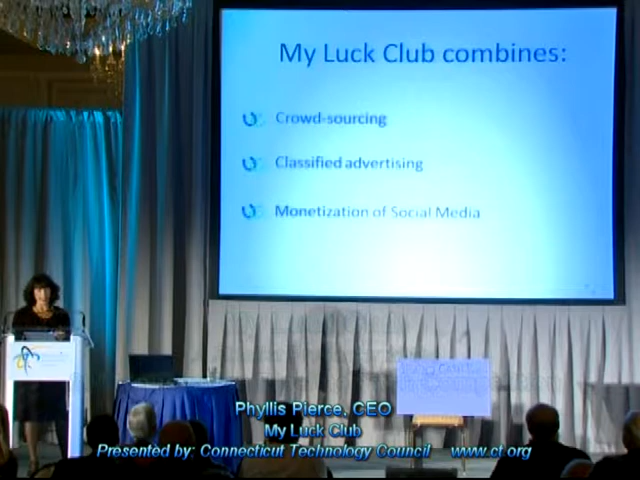 My Luck Club combines:
Crowd-sourcing
Classified advertising
Monetization of Social Media
Phyllis Pierce, CEO
My Luck Club
Presented by: Connecticut Technology Council www.ct.org